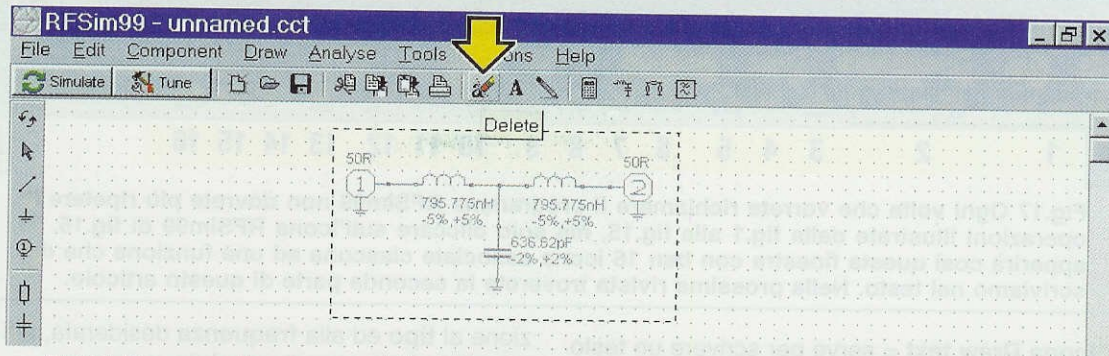 RFSim99 - unnamed.cct
File Edit Component Draw Analyse Tools ons Help
Simulate Tune A
Delete
50R 50R
1 2
795.775nH 795.775nH
-5%,+5% -5%,+5%
636.62pF
-2%,+2%
1